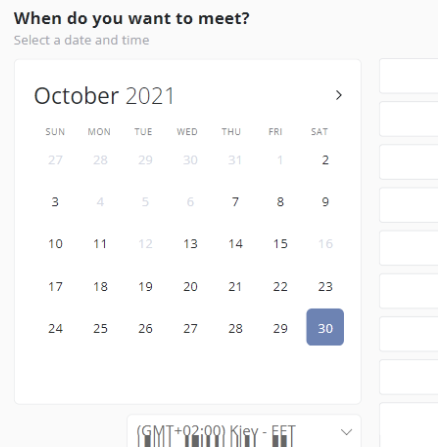 When do you want to meet?
Select a date and time
October 2021
SUN MON TUE WED THU FRI SAT
27 28 29 30 31 1 2
3 4 5 6 7 8 9
10 11 12 13 14 15 16
17 18 19 20 21 22 23
24 25 26 27 28 29 30
(GMT+02:00) Kiev - EET